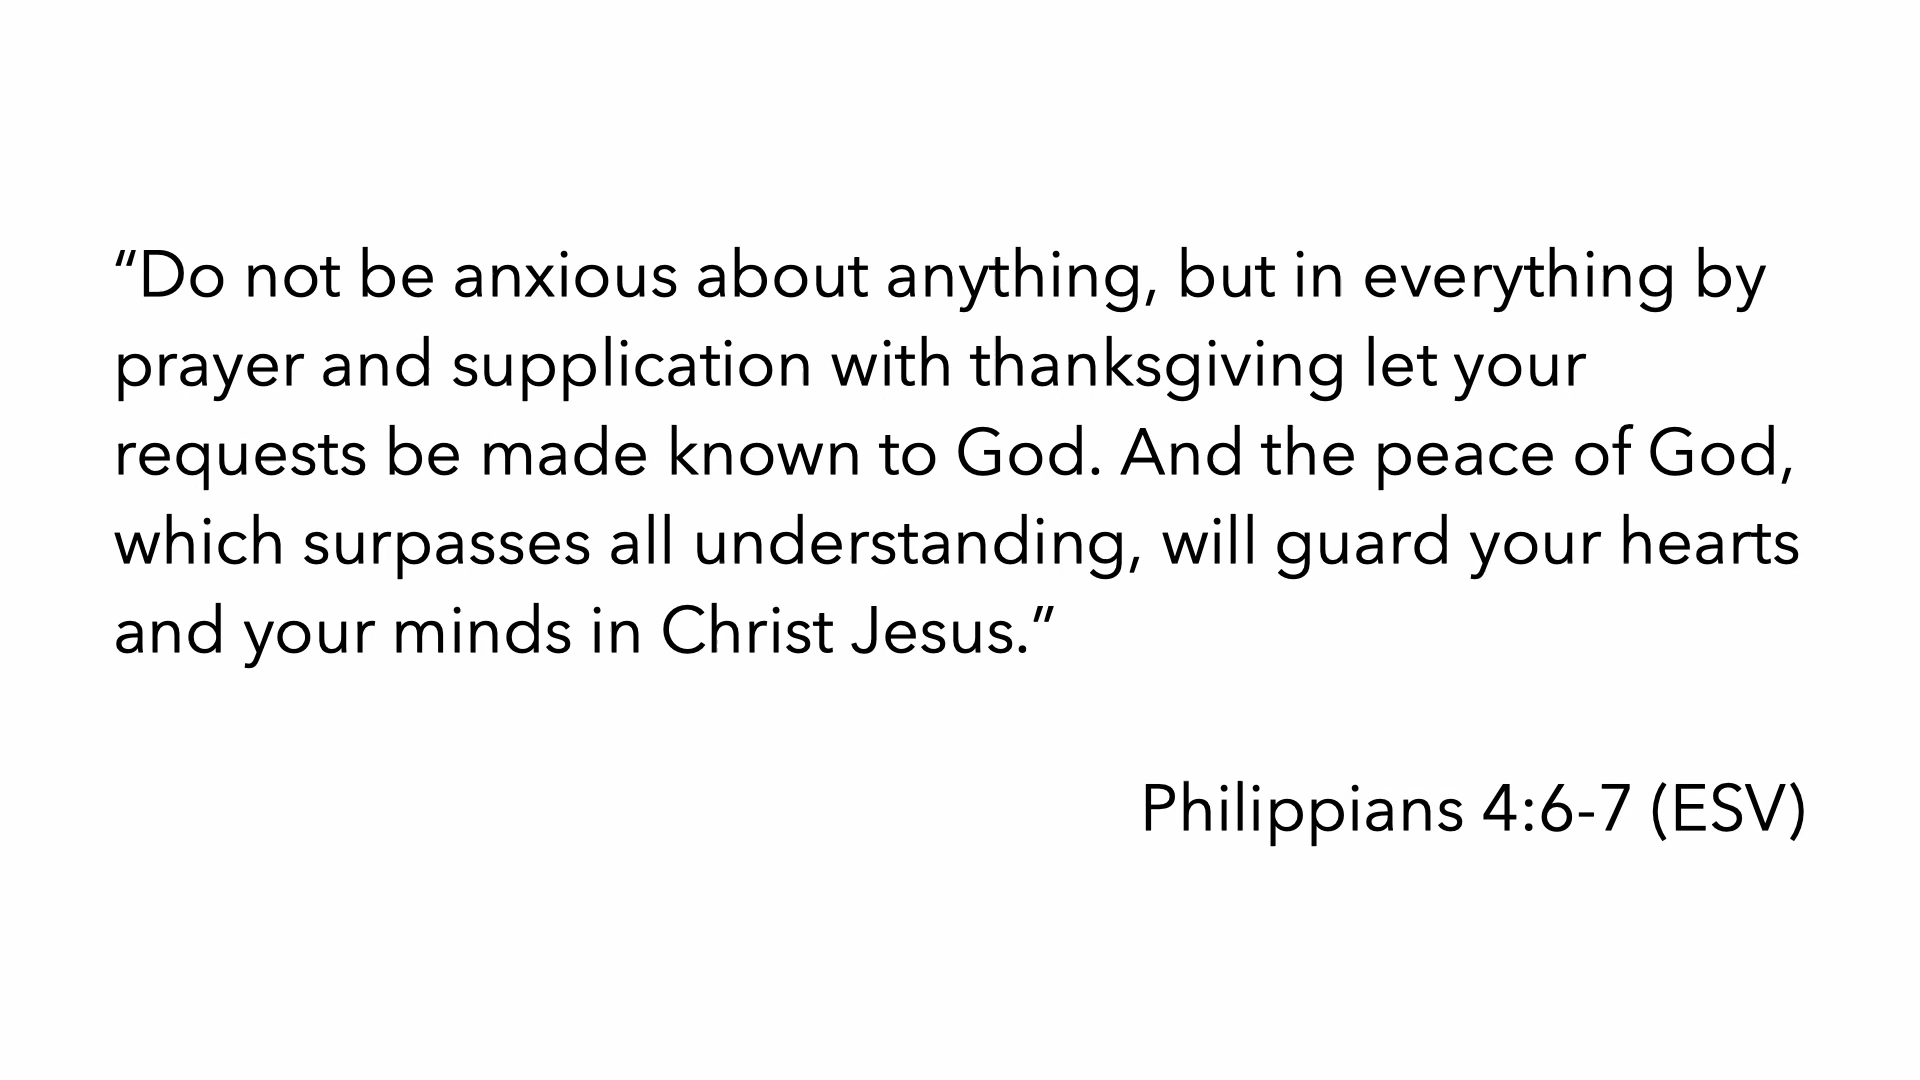 “Do not be anxious about anything, but in everything by
prayer and supplication with thanksgiving let your
requests be made known to God. And the peace of God,
which surpasses all understanding, will guard your hearts
and your minds in Christ Jesus.”
Philippians 4:6-7 (ESV)